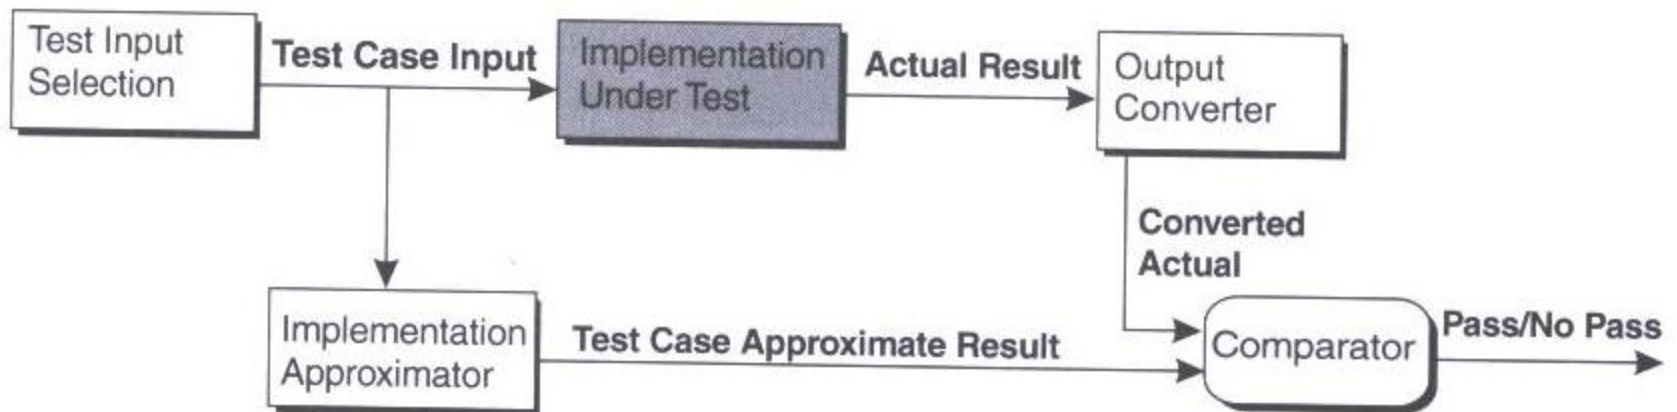 Test Input
Selection
Test Case Input
Implementation
Under Test
Actual Result
Output
Converter
Converted
Actual
Implementation
Approximator
Test Case Approximate Result
Comparator
Pass/No Pass